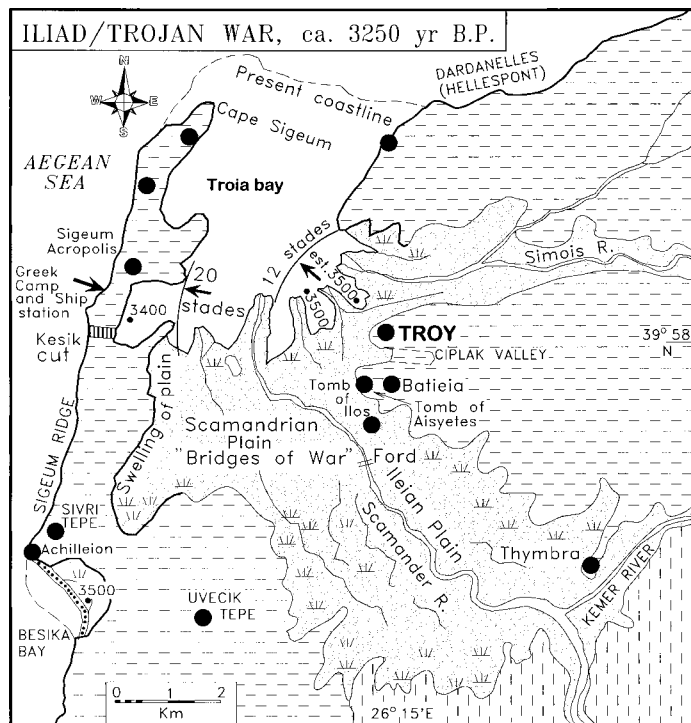 ILIAD/TROJAN WAR, ca. 3250 yr B.P.
N
W E
S
DARDANELLES
(HELLESPONT)
Present coastline
Cape Sigeum
AEGEAN
SEA
Troia bay
Sigeum
Acropolis
Greek
Camp
and Ship
station
20
stades
12 stades
est.3500
3500
3400
Simois R.
Kesik
cut
TROY
39° 58'
N
CIPLAK VALLEY
Swelling of plain
Tomb
of
Ilos
Batieia
Tomb of
Aisyetes
Scamandrian
Plain
"Bridges of War"
Ford
Ileian Plain
SIGEUM RIDGE
SIVRI
TEPE
Achilleion
Scamander R.
Thymbra
KEMER RIVER
3500
UVECIK
TEPE
BESIKA
BAY
0 1 2
Km
26° 15'E